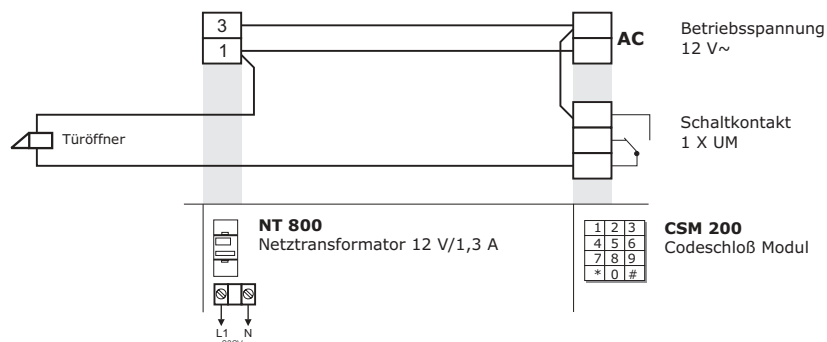 3
1
AC
Betriebsspannung
12 V~
Türöffner
Schaltkontakt
1 X UM
NT 800
Netztransformator 12 V/1,3 A
1 2 3
4 5 6
7 8 9
* 0 #
CSM 200
Codeschloß Modul
L1 N